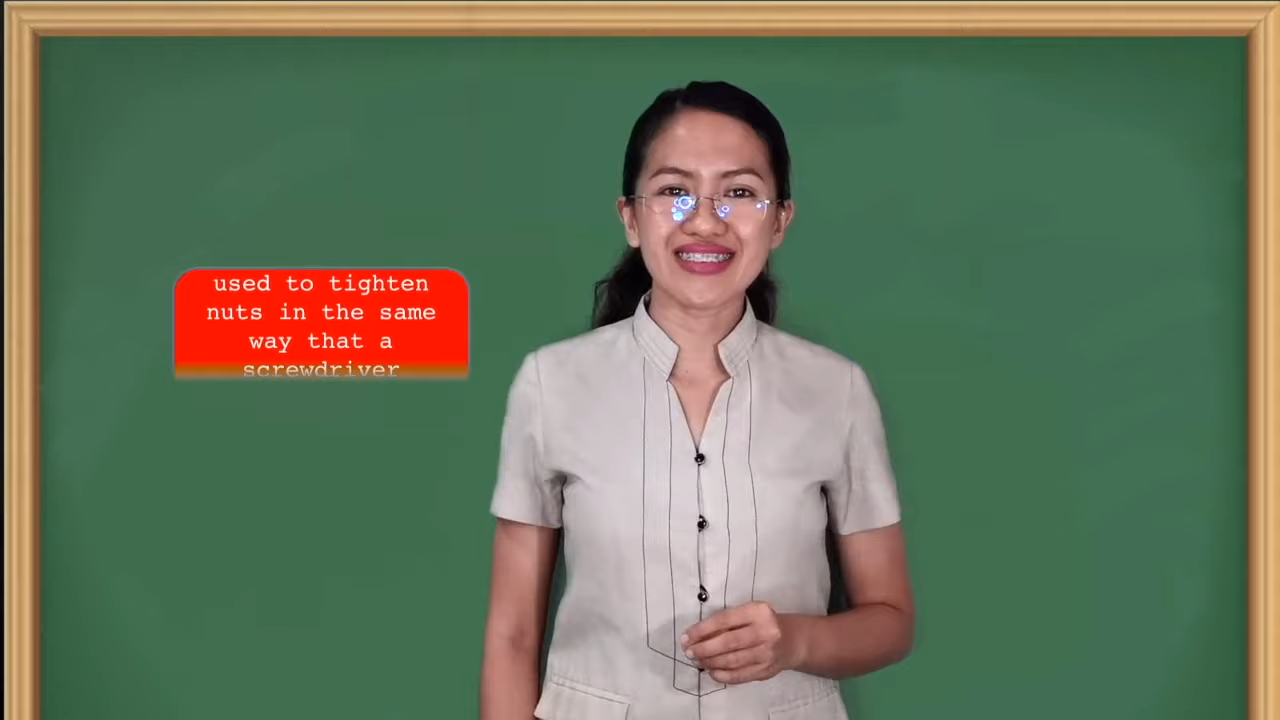 used to tighten
nuts in the same
way that a
screwdriver